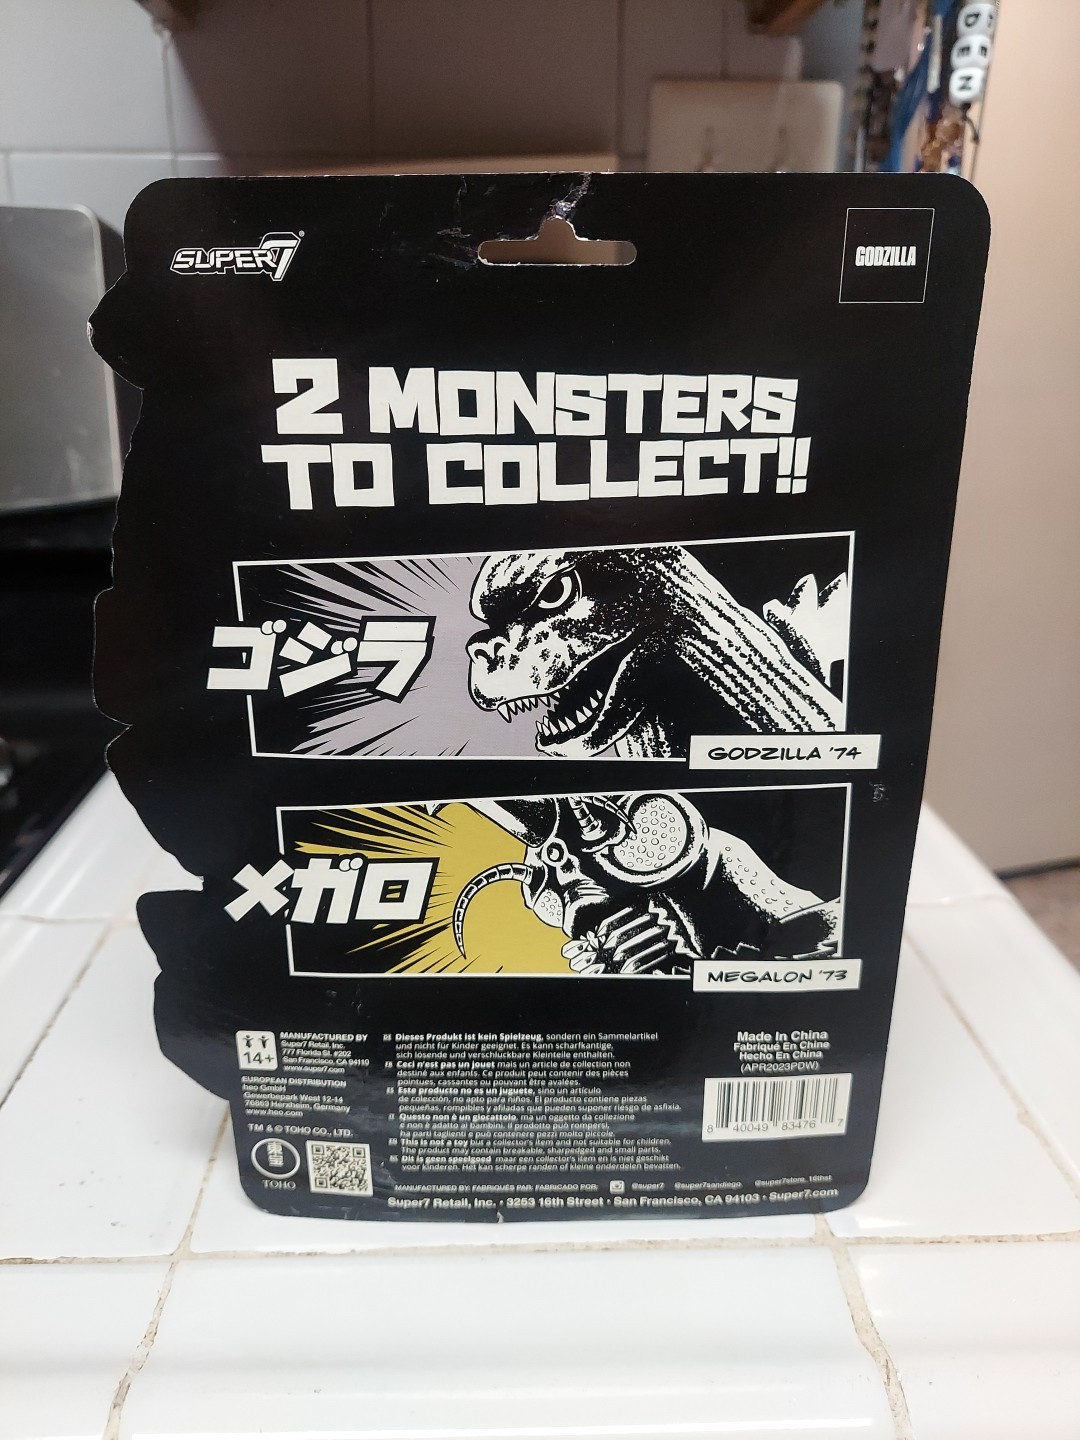 DEN
SUPER7®
GODZILLA
2 MONSTERS
TO COLLECT!!
ゴジラ
GODZILLA '74
メガロ
MEGALON '73
14+
MANUFACTURED BY
Super7 Retail, Inc.
777 Florida St. #202
San Francisco, CA 94110
www.super7.com
EUROPEAN DISTRIBUTION
heo GmbH
Gewerbepark West 12-14
76863 Herxheim, Germany
www.heo.com
TM & © TOHO CO., LTD.
東宝
TOHO
Dieses Produkt ist kein Spielzeug, sondern ein Sammelartikel
und nicht für Kinder geeignet. Es kann scharfkantige,
sich lösende und verschluckbare Kleinteile enthalten.
Ceci n'est pas un jouet mais un article de collection non
destiné aux enfants. Ce produit peut contenir des pièces
pointues, cassantes ou pouvant être avalées.
Este producto no es un juguete, sino un artículo
de colección, no apto para niños. El producto contiene piezas
pequeñas, rompibles y afiladas que pueden suponer riesgo de asfixia.
Questo non è un giocattolo, ma un oggetto da collezione
e non è adatto ai bambini. Il prodotto può rompersi,
ha parti taglienti e può contenere pezzi molto piccole.
This is not a toy but a collector's item and not suitable for children.
The product may contain breakable, sharpedged and small parts.
Dit is geen speelgoed maar een collector's item en is niet geschikt
voor kinderen. Het kan scherpe randen of kleine onderdelen bevatten.
Made In China
Fabriqué En Chine
Hecho En China
(APR2023PDW)
8 40049 83476 7
MANUFACTURED BY: FABRIQUÉS PAR: FABRICADO POR:
@super7 @super7sandiego @super7store_16thst
Super7 Retail, Inc. • 3253 16th Street • San Francisco, CA 94103 • Super7.com